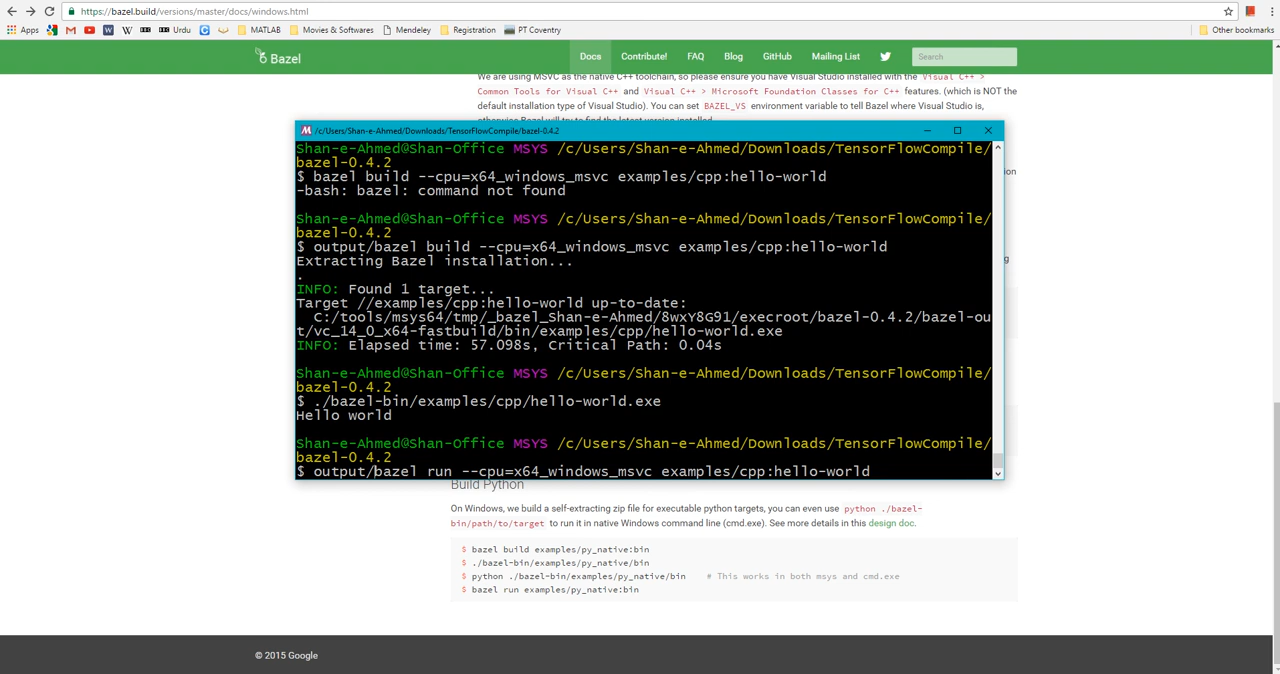 https://bazel.build/versions/master/docs/windows.html
Apps
Urdu
MATLAB
Movies & Softwares
Mendeley
Registration
PT Coventry
Other bookmarks
Bazel
Docs
Contribute!
FAQ
Blog
GitHub
Mailing List
Search
We are using MSVC as the native C++ toolchain, so please ensure you have Visual Studio installed with the Visual C++ >
Common Tools for Visual C++ and Visual C++ > Microsoft Foundation Classes for C++ features. (which is NOT the
default installation type of Visual Studio). You can set BAZEL_VS environment variable to tell Bazel where Visual Studio is,
otherwise Bazel will try to find the latest version installed.
/c/Users/Shan-e-Ahmed/Downloads/TensorFlowCompile/bazel-0.4.2
Shan-e-Ahmed@Shan-Office MSYS /c/Users/Shan-e-Ahmed/Downloads/TensorFlowCompile/
bazel-0.4.2
$ bazel build --cpu=x64_windows_msvc examples/cpp:hello-world
-bash: bazel: command not found
Shan-e-Ahmed@Shan-Office MSYS /c/Users/Shan-e-Ahmed/Downloads/TensorFlowCompile/
bazel-0.4.2
$ output/bazel build --cpu=x64_windows_msvc examples/cpp:hello-world
Extracting Bazel installation...
.
INFO: Found 1 target...
Target //examples/cpp:hello-world up-to-date:
C:/tools/msys64/tmp/_bazel_Shan-e-Ahmed/8wxY8G91/execroot/bazel-0.4.2/bazel-ou
t/vc_14_0_x64-fastbuild/bin/examples/cpp/hello-world.exe
INFO: Elapsed time: 57.098s, Critical Path: 0.04s
Shan-e-Ahmed@Shan-Office MSYS /c/Users/Shan-e-Ahmed/Downloads/TensorFlowCompile/
bazel-0.4.2
$ ./bazel-bin/examples/cpp/hello-world.exe
Hello world
Shan-e-Ahmed@Shan-Office MSYS /c/Users/Shan-e-Ahmed/Downloads/TensorFlowCompile/
bazel-0.4.2
$ output/bazel run --cpu=x64_windows_msvc examples/cpp:hello-world
Build Python
On Windows, we build a self-extracting zip file for executable python targets, you can even use python ./bazel-
bin/path/to/target to run it in native Windows command line (cmd.exe). See more details in this design doc.
$ bazel build examples/py_native:bin
$ ./bazel-bin/examples/py_native/bin
$ python ./bazel-bin/examples/py_native/bin # This works in both msys and cmd.exe
$ bazel run examples/py_native:bin
© 2015 Google